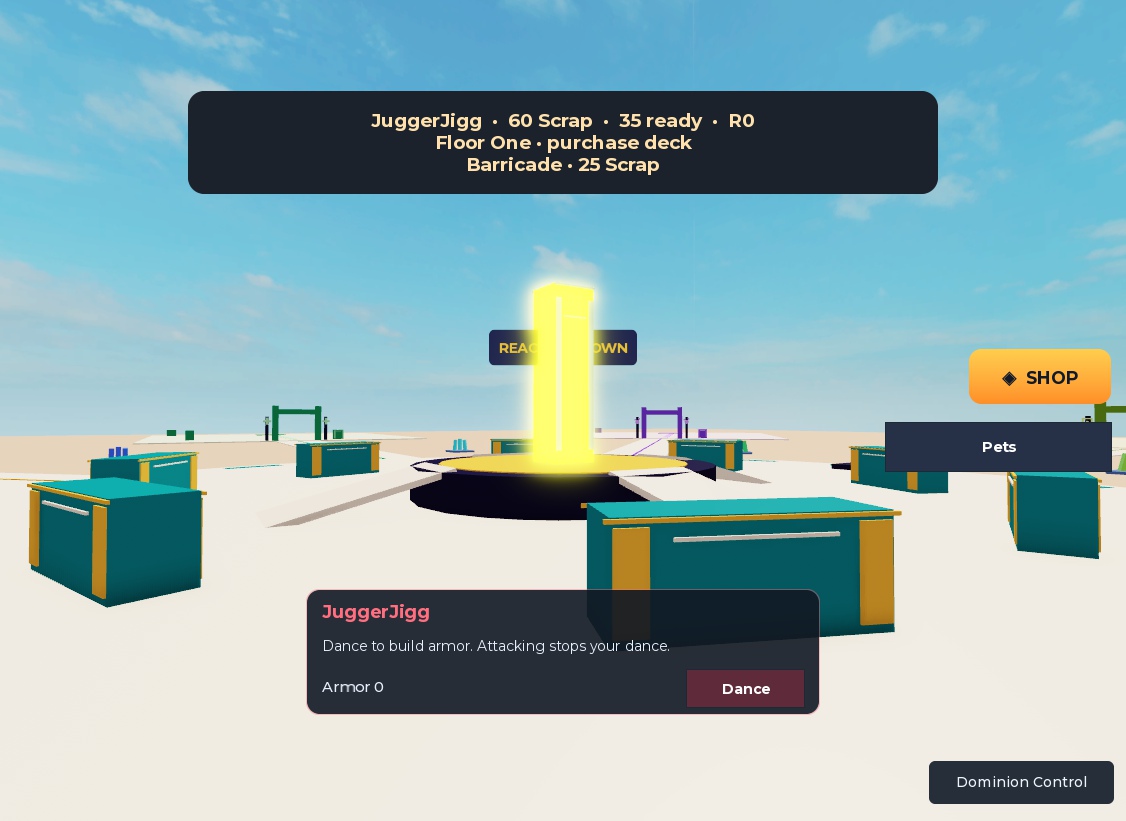 JuggerJigg • 60 Scrap • 35 ready • R0
Floor One • purchase deck
Barricade • 25 Scrap
◈ SHOP
Pets
JuggerJigg
Dance to build armor. Attacking stops your dance.
Armor 0
Dance
Dominion Control